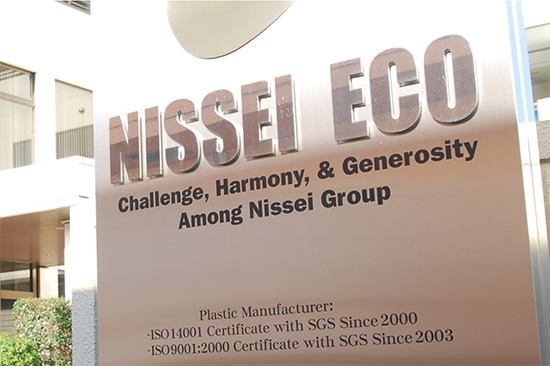 NISSEI ECO
Challenge, Harmony, & Generosity
Among Nissei Group
Plastic Manufacturer:
-ISO14001 Certificate with SGS Since 2000
-ISO9001:2000 Certificate with SGS Since 2003